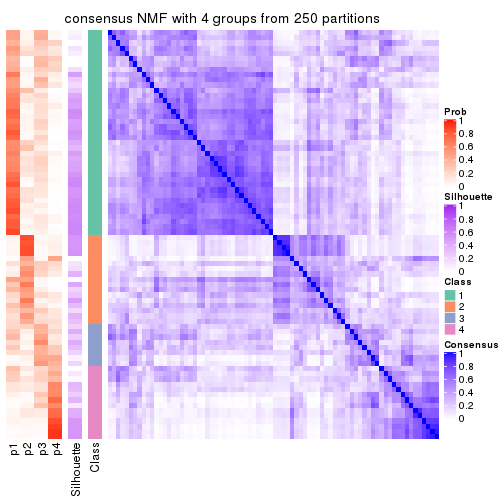 consensus NMF with 4 groups from 250 partitions
Prob
1
0.8
0.6
0.4
0.2
0
Silhouette
1
0.8
0.6
0.4
0.2
0
Class
1
2
3
4
Consensus
1
0.8
0.6
0.4
0.2
0
p1
p2
p3
p4
Silhouette
Class